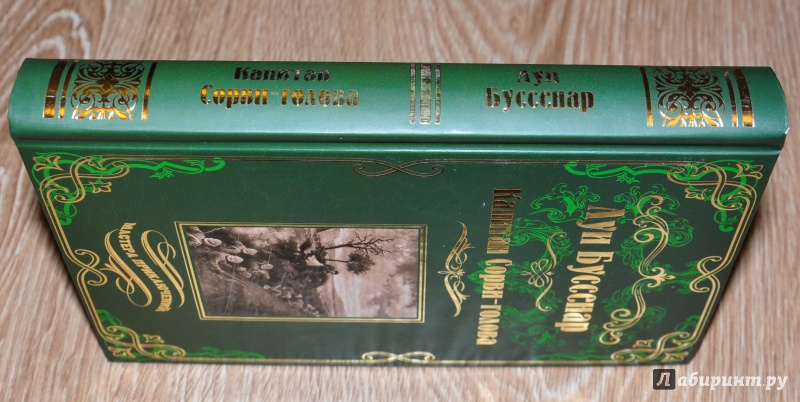 Капитан
Сорви-голова
Луи
Буссенар
Луи Буссенар
Капитан Сорви-голова
МАСТЕРА ПРИКЛЮЧЕНИЙ
Лабиринт.ру